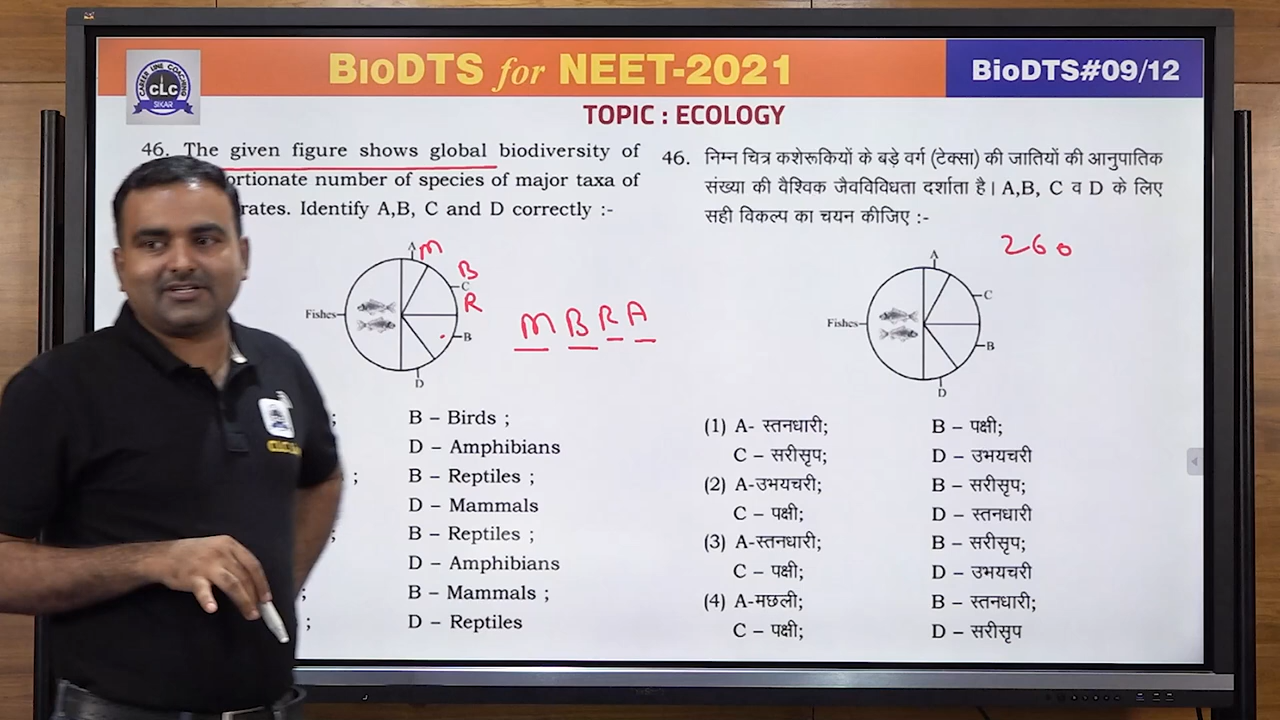 BIODTS for NEET-2021
BIODTS#09/12
CAREER LINE COACHING
CLC
SIKAR
TOPIC : ECOLOGY
46. The given figure shows global biodiversity of
number of species of major taxa of
Identify A,B, C and D correctly :-
A
M
B
C
R
Fishes
B
D
M B R A
B – Birds ;
D – Amphibians
B – Reptiles ;
D – Mammals
B – Reptiles ;
D – Amphibians
B – Mammals ;
D – Reptiles
46. निम्न चित्र कशेरूकियों के बड़े वर्ग (टेक्सा) की जातियों की आनुपातिक
संख्या की वैश्विक जैवविविधता दर्शाता है। A,B, C व D के लिए
सही विकल्प का चयन कीजिए :-
260
A
C
Fishes
B
D
(1) A- स्तनधारी; B – पक्षी;
C – सरीसृप; D – उभयचरी
(2) A-उभयचरी; B – सरीसृप;
C – पक्षी; D – स्तनधारी
(3) A-स्तनधारी; B – सरीसृप;
C – पक्षी; D – उभयचरी
(4) A-मछली; B – स्तनधारी;
C – पक्षी; D – सरीसृप